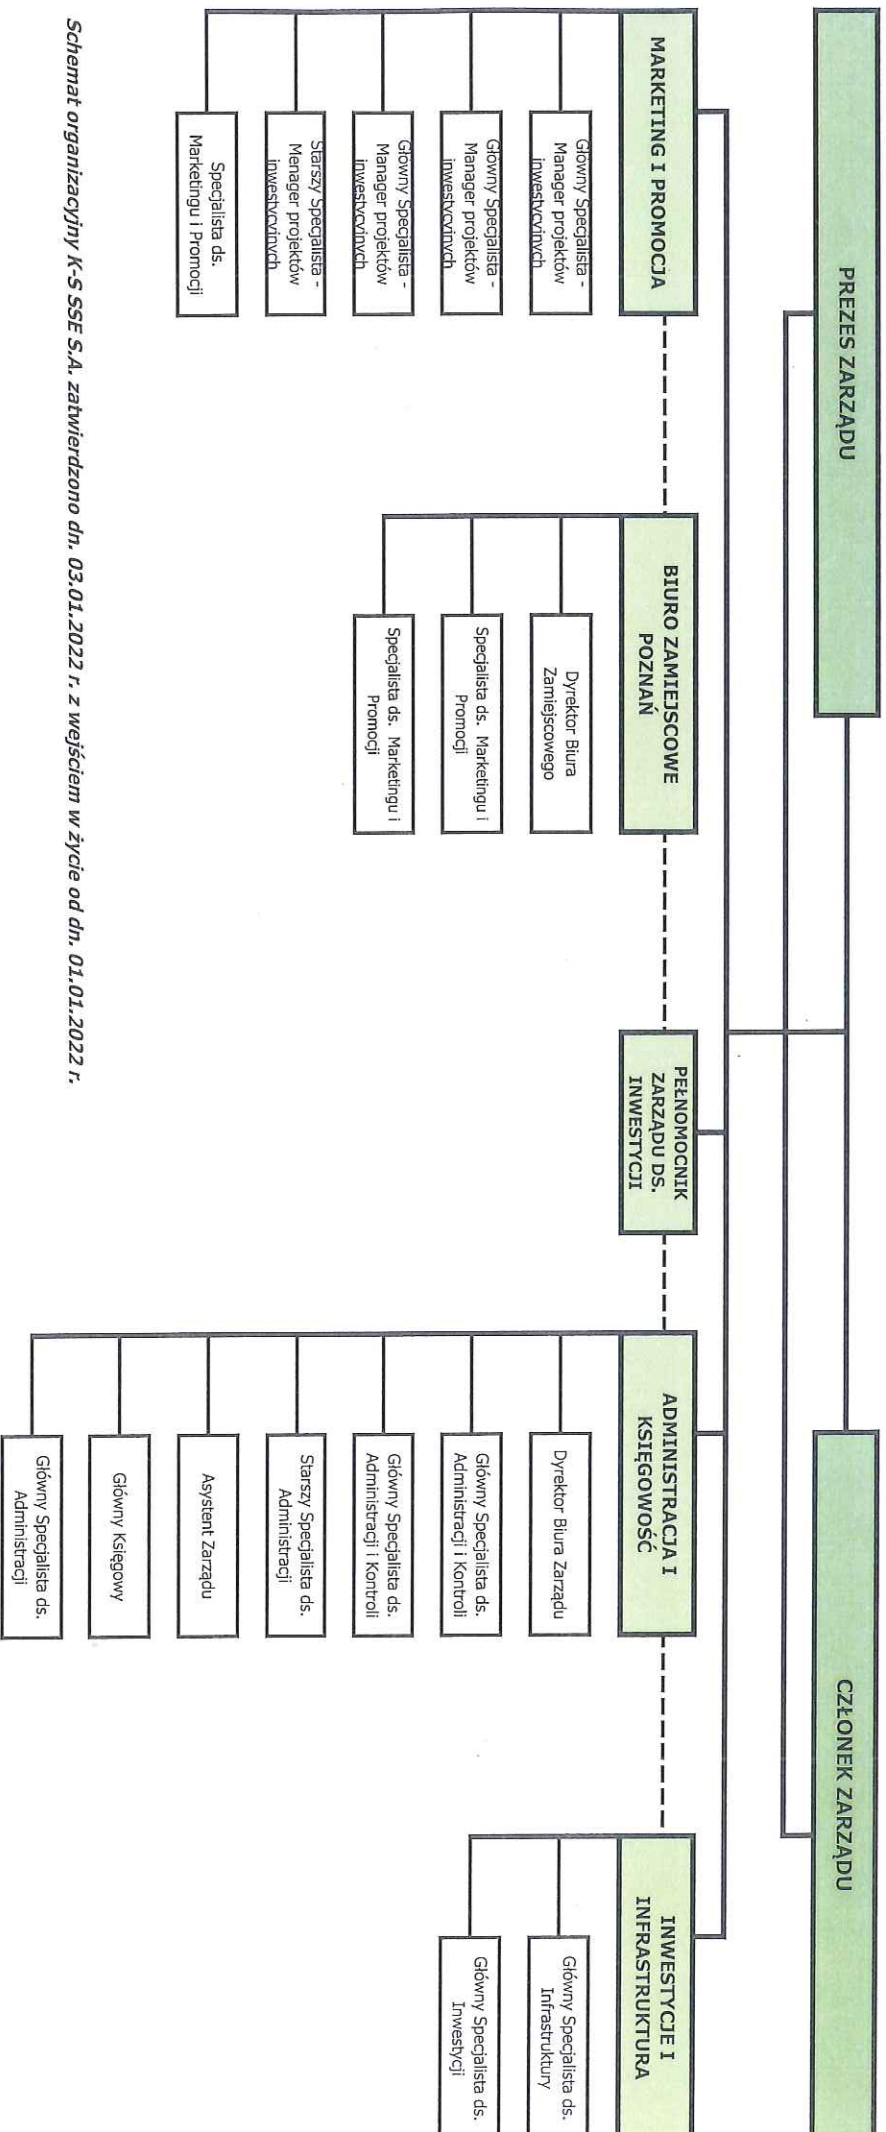 PREZES ZARZĄDU
CZŁONEK ZARZĄDU
MARKETING I PROMOCJA
Główny Specjalista -
Manager projektów
inwestycyjnych
Główny Specjalista -
Manager projektów
inwestycyjnych
Główny Specjalista -
Manager projektów
inwestycyjnych
Starszy Specjalista -
Menager projektów
inwestycyjnych
Specjalista ds.
Marketingu i Promocji
BIURO ZAMIEJSCOWE
POZNAŃ
Dyrektor Biura
Zamiejscowego
Specjalista ds. Marketingu i
Promocji
Specjalista ds. Marketingu i
Promocji
PEŁNOMOCNIK
ZARZĄDU DS.
INWESTYCJI
ADMINISTRACJA I
KSIĘGOWOŚĆ
Dyrektor Biura Zarządu
Główny Specjalista ds.
Administracji i Kontroli
Główny Specjalista ds.
Administracji i Kontroli
Starszy Specjalista ds.
Administracji
Asystent Zarządu
Główny Księgowy
Główny Specjalista ds.
Administracji
INWESTYCJE I
INFRASTRUKTURA
Główny Specjalista ds.
Infrastruktury
Główny Specjalista ds.
Inwestycji
Schemat organizacyjny K-S SSE S.A. zatwierdzono dn. 03.01.2022 r. z wejściem w życie od dn. 01.01.2022 r.